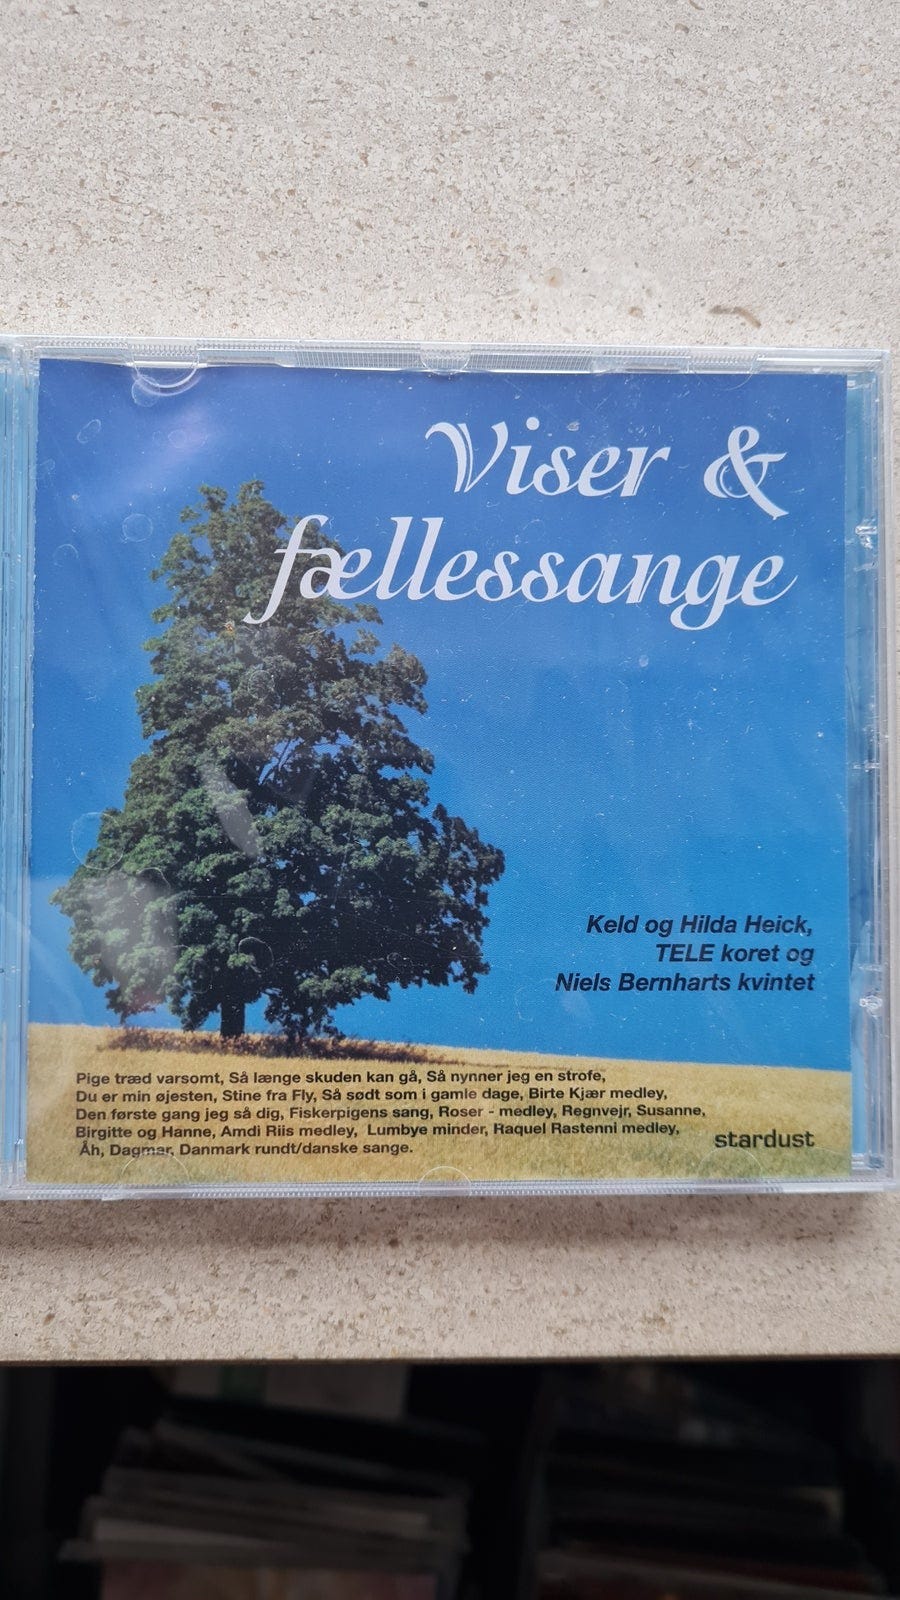 Viser &
fællessange
Keld og Hilda Heick,
TELE koret og
Niels Bernharts kvintet
Pige træd varsomt, Så længe skuden kan gå, Så nynner jeg en strofe,
Du er min øjesten, Stine fra Fly, Så sødt som i gamle dage, Birte Kjær medley,
Den første gang jeg så dig, Fiskerpigens sang, Roser - medley, Regnvejr, Susanne,
Birgitte og Hanne, Amdi Riis medley, Lumbye minder, Raquel Rastenni medley,
Åh, Dagmar, Danmark rundt/danske sange.
stardust